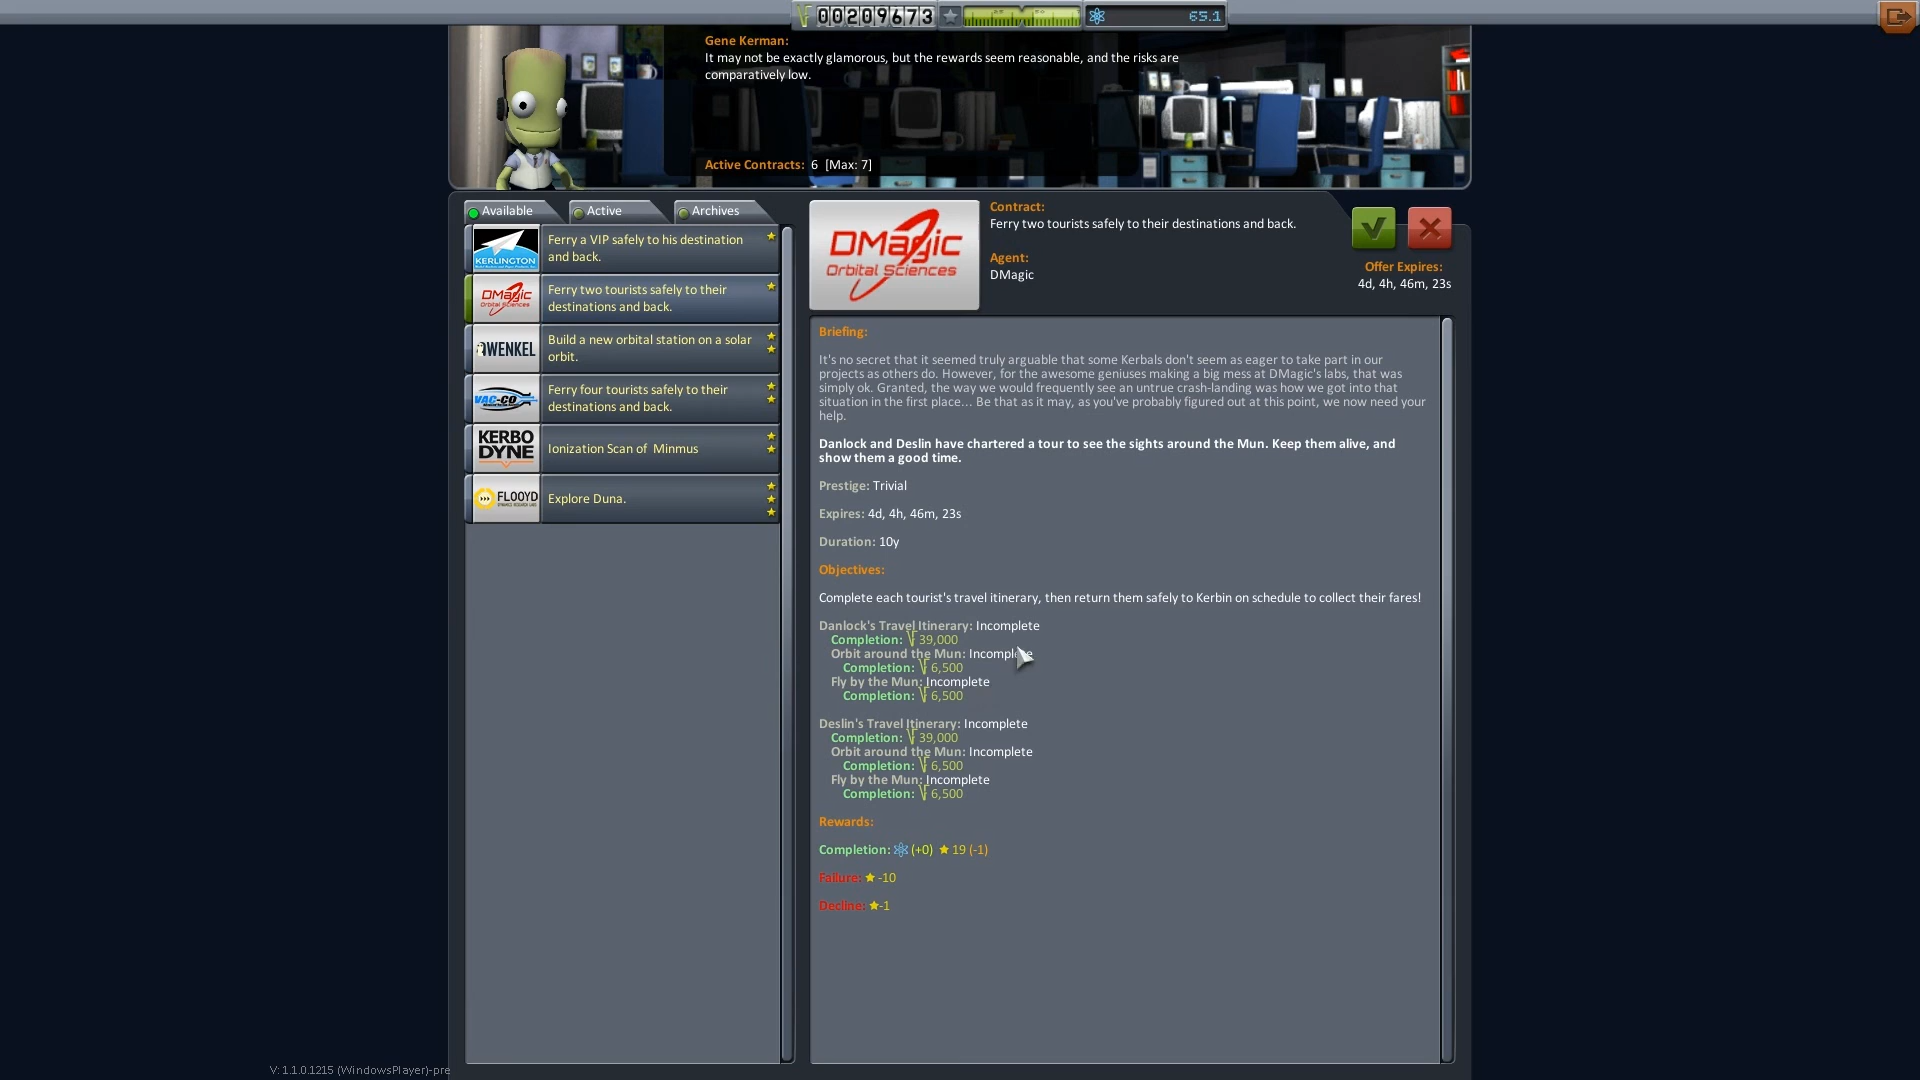 00209673
65.1
Gene Kerman:
It may not be exactly glamorous, but the rewards seem reasonable, and the risks are
comparatively low.
Active Contracts: 6 [Max: 7]
Available
Active
Archives
KERLINGTON
Ferry a VIP safely to his destination
and back.
DMagic
Orbital Sciences
Ferry two tourists safely to their
destinations and back.
WENKEL
Build a new orbital station on a solar
orbit.
VAC-CO
Ferry four tourists safely to their
destinations and back.
KERBO
DYNE
Ionization Scan of Minmus
FLOOYD
Explore Duna.
DMagic
Orbital Sciences
Contract:
Ferry two tourists safely to their destinations and back.
Agent:
DMagic
Offer Expires:
4d, 4h, 46m, 23s
Briefing:
It's no secret that it seemed truly arguable that some Kerbals don't seem as eager to take part in our
projects as others do. However, for the awesome geniuses making a big mess at DMagic's labs, that was
simply ok. Granted, the way we would frequently see an untrue crash-landing was how we got into that
situation in the first place... Be that as it may, as you've probably figured out at this point, we now need your
help.
Danlock and Deslin have chartered a tour to see the sights around the Mun. Keep them alive, and
show them a good time.
Prestige: Trivial
Expires: 4d, 4h, 46m, 23s
Duration: 10y
Objectives:
Complete each tourist's travel itinerary, then return them safely to Kerbin on schedule to collect their fares!
Danlock's Travel Itinerary: Incomplete
Completion: 39,000
Orbit around the Mun: Incomplete
Completion: 6,500
Fly by the Mun: Incomplete
Completion: 6,500
Deslin's Travel Itinerary: Incomplete
Completion: 39,000
Orbit around the Mun: Incomplete
Completion: 6,500
Fly by the Mun: Incomplete
Completion: 6,500
Rewards:
Completion: (+0) 19 (-1)
Failure: -10
Decline: -1
V: 1.1.0.1215 (WindowsPlayer)-pre